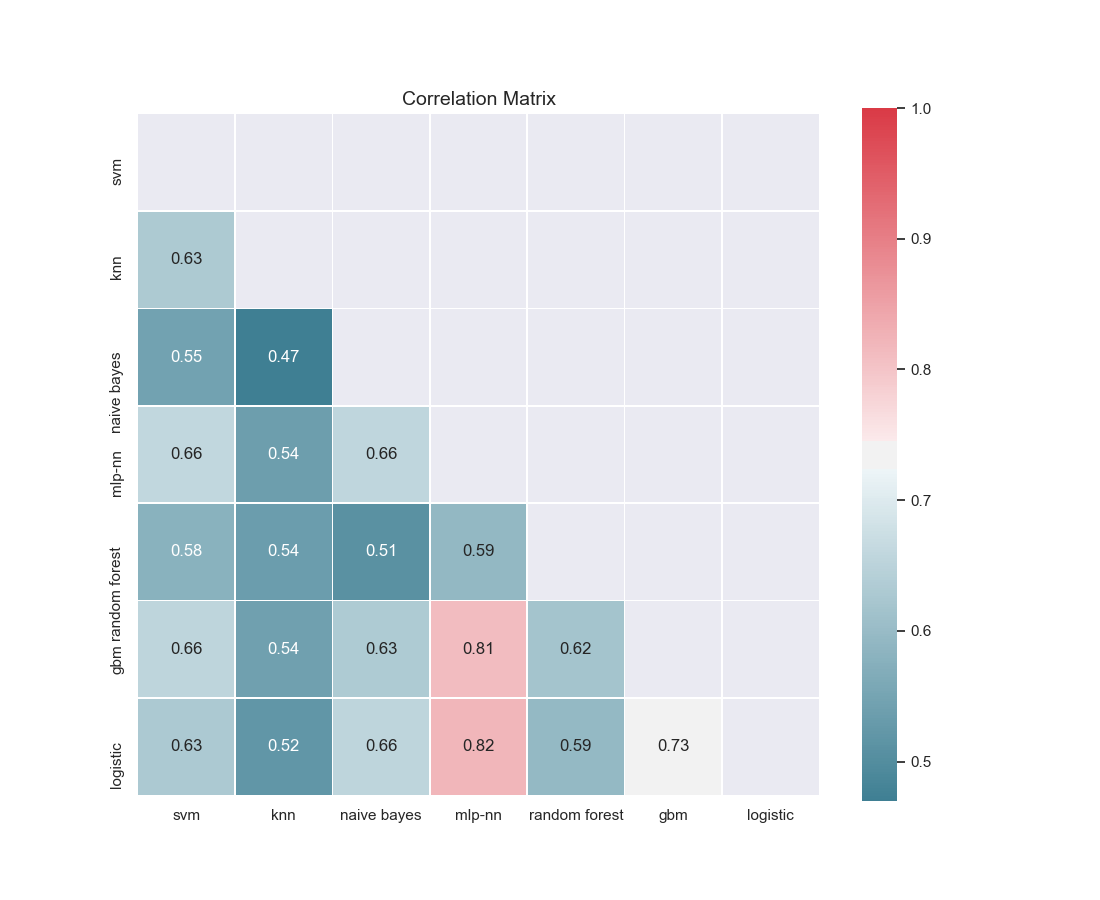 Correlation Matrix
svm
knn
0.63
naive bayes
0.55 0.47
mlp-nn
0.66 0.54 0.66
random forest
0.58 0.54 0.51 0.59
gbm
0.66 0.54 0.63 0.81 0.62
logistic
0.63 0.52 0.66 0.82 0.59 0.73
svm knn naive bayes mlp-nn random forest gbm logistic
1.0
0.9
0.8
0.7
0.6
0.5